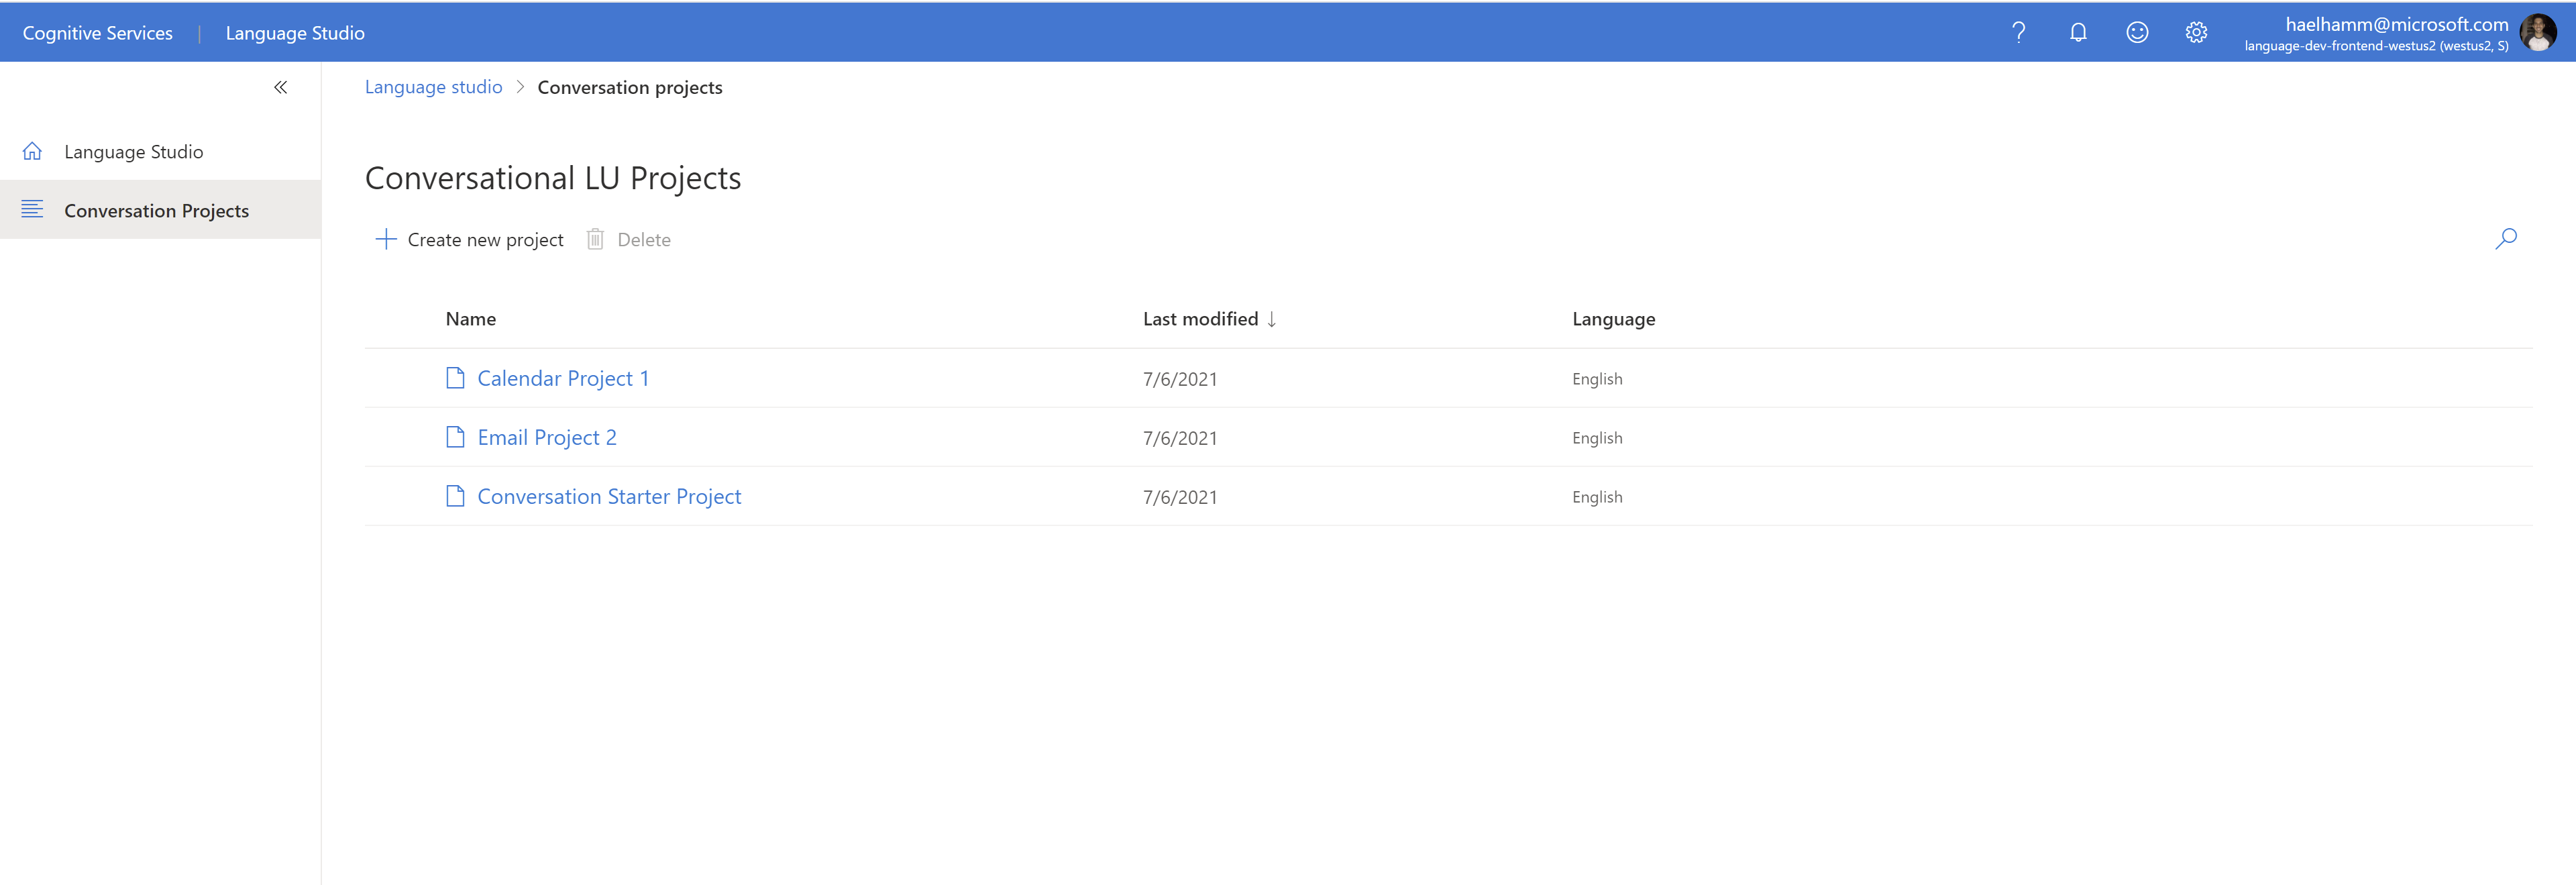 Cognitive Services | Language Studio
haelhamm@microsoft.com
language-dev-frontend-westus2 (westus2, S)
Language studio > Conversation projects
Language Studio
Conversation Projects
Conversational LU Projects
Create new project Delete
Name Last modified ↓ Language
Calendar Project 1 7/6/2021 English
Email Project 2 7/6/2021 English
Conversation Starter Project 7/6/2021 English